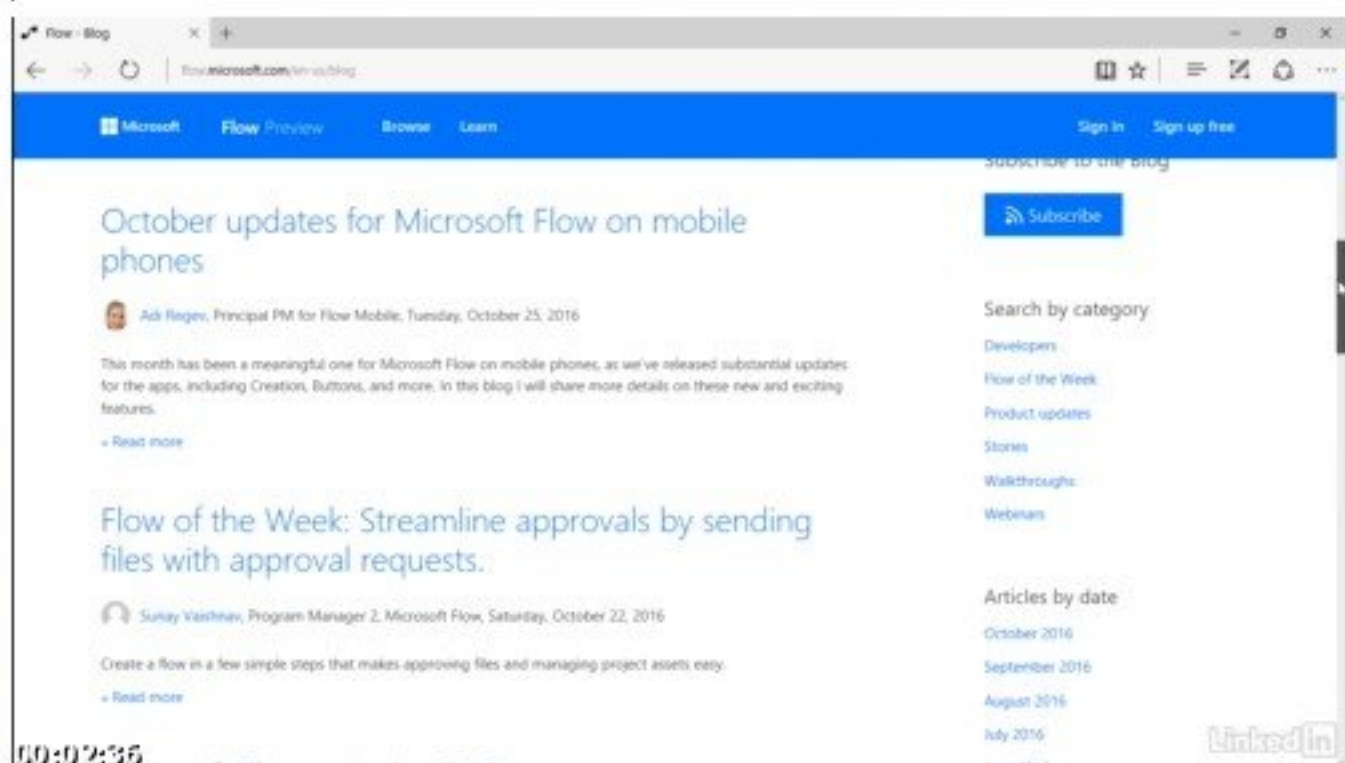 Flow - Blog
flow.microsoft.com/en-us/blog
Microsoft Flow Preview Browse Learn Sign in Sign up free
Subscribe to the Blog
Subscribe
October updates for Microsoft Flow on mobile
phones
Adi Regev, Principal PM for Flow Mobile, Tuesday, October 25, 2016
This month has been a meaningful one for Microsoft Flow on mobile phones, as we've released substantial updates
for the apps, including Creation, Buttons, and more. In this blog I will share more details on these new and exciting
features.
» Read more
Flow of the Week: Streamline approvals by sending
files with approval requests.
Sunay Vaishnav, Program Manager 2, Microsoft Flow, Saturday, October 22, 2016
Create a flow in a few simple steps that makes approving files and managing project assets easy.
» Read more
Search by category
Developers
Flow of the Week
Product updates
Stories
Walkthroughs
Webinars
Articles by date
October 2016
September 2016
August 2016
July 2016
00:02:36
Linked in